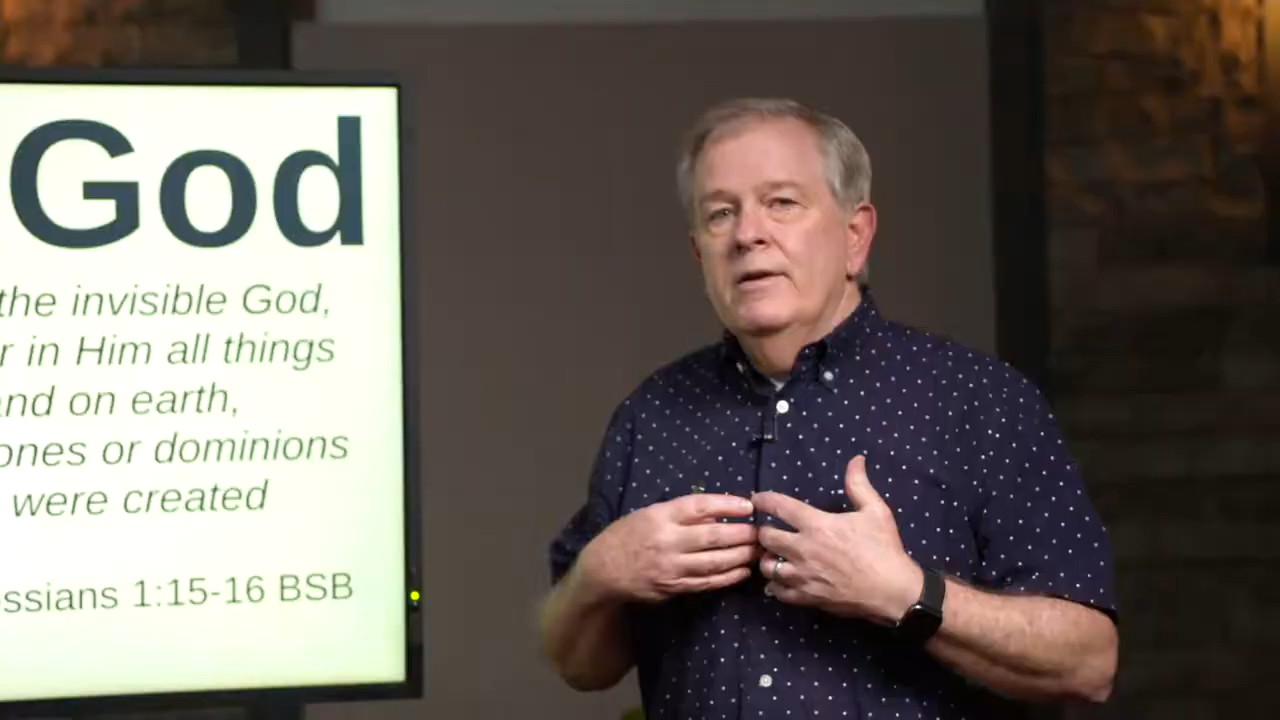 God
the invisible God,
r in Him all things
and on earth,
ones or dominions
were created
ossians 1:15-16 BSB